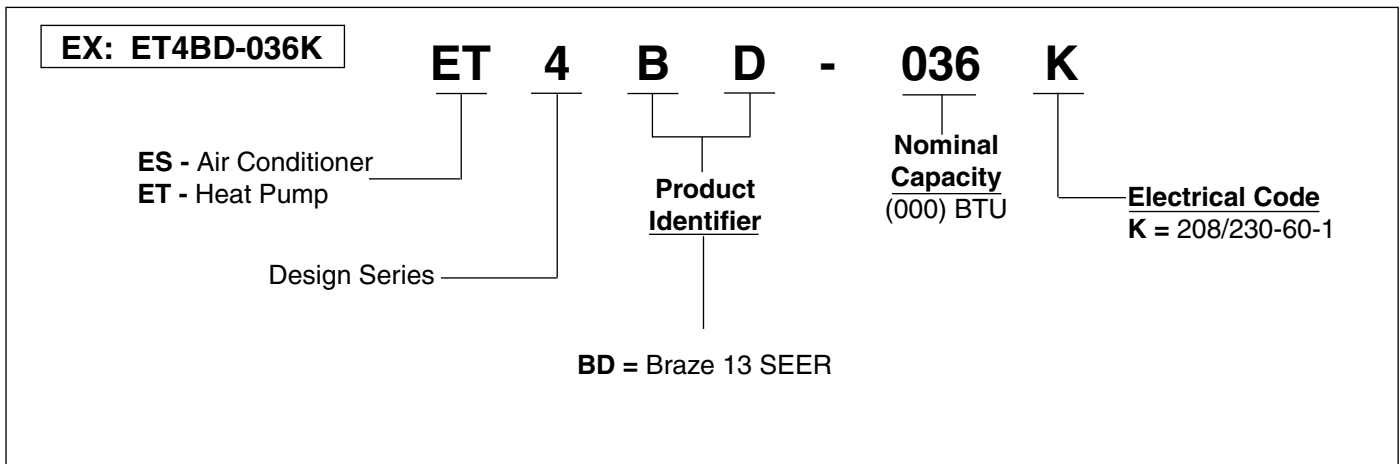 EX: ET4BD-036K
ET 4 B D - 036 K
ES - Air Conditioner
ET - Heat Pump
Design Series
Product
Identifier
BD = Braze 13 SEER
Nominal
Capacity
(000) BTU
Electrical Code
K = 208/230-60-1